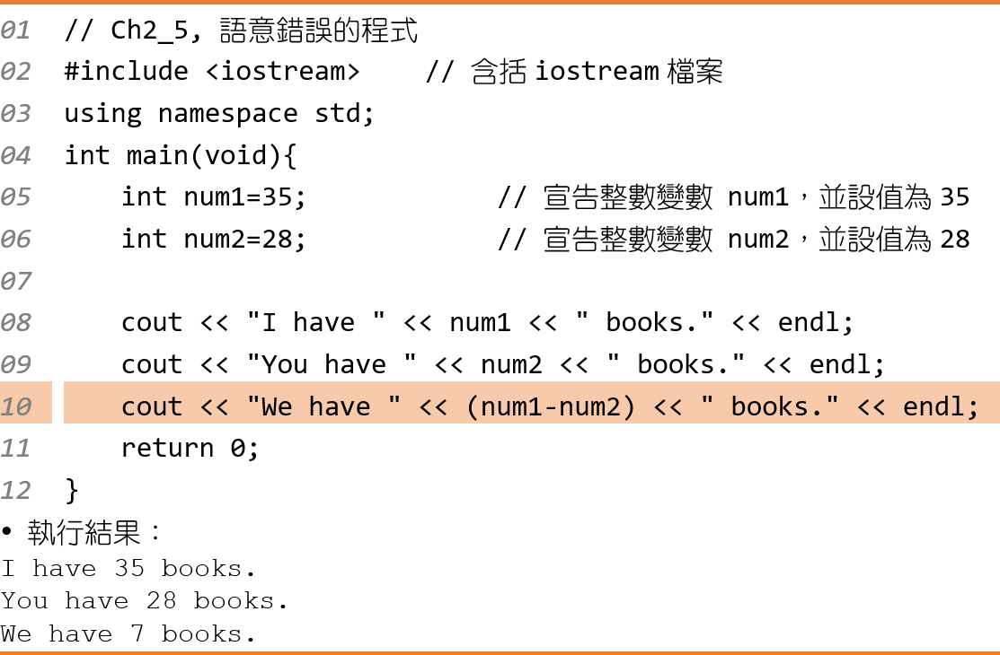 01 // Ch2_5, 語意錯誤的程式
02 #include <iostream> // 含括 iostream 檔案
03 using namespace std;
04 int main(void){
05 int num1=35; // 宣告整數變數 num1，並設值為 35
06 int num2=28; // 宣告整數變數 num2，並設值為 28
07
08 cout << "I have " << num1 << " books." << endl;
09 cout << "You have " << num2 << " books." << endl;
10 cout << "We have " << (num1-num2) << " books." << endl;
11 return 0;
12 }
• 執行結果：
I have 35 books.
You have 28 books.
We have 7 books.